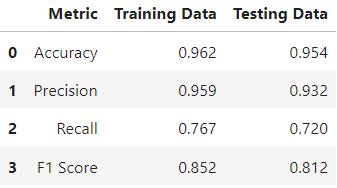 Metric Training Data Testing Data
0 Accuracy 0.962 0.954
1 Precision 0.959 0.932
2 Recall 0.767 0.720
3 F1 Score 0.852 0.812